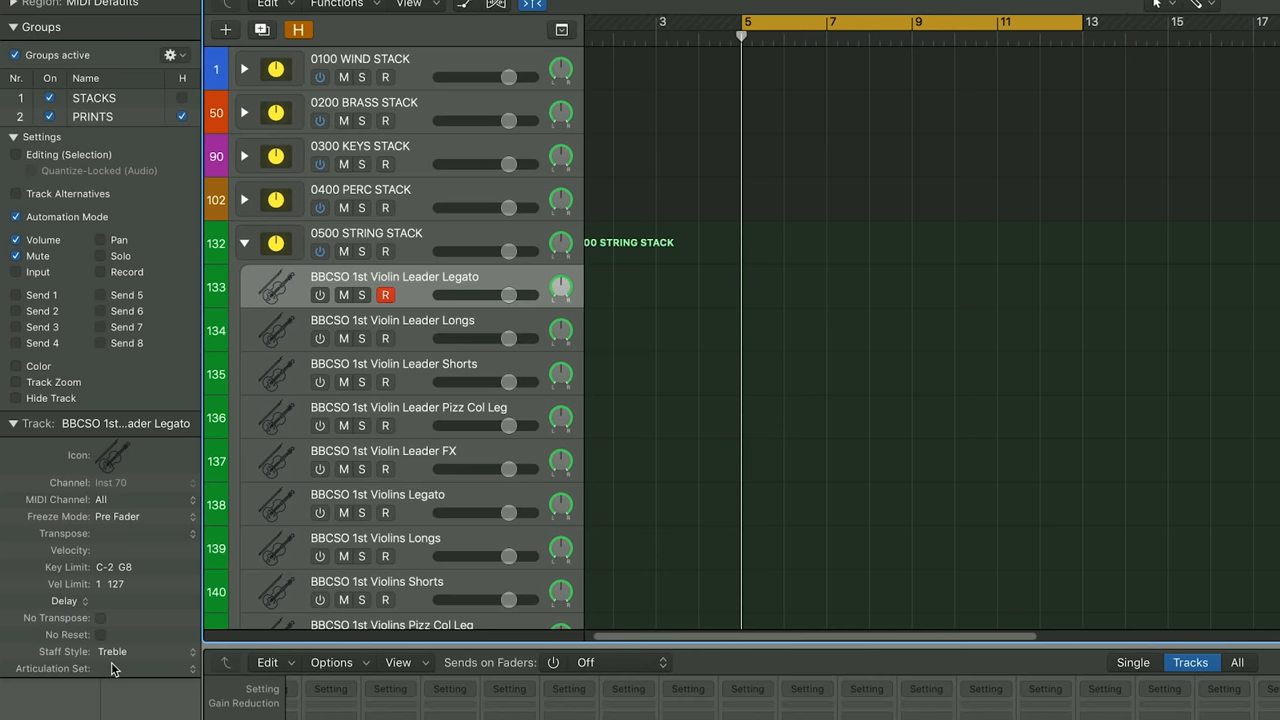 Region: MIDI Defaults
Edit Functions View
Groups
Groups active
Nr. On Name H
1 STACKS
2 PRINTS
Settings
Editing (Selection)
Quantize-Locked (Audio)
Track Alternatives
Automation Mode
Volume Pan
Mute Solo
Input Record
Send 1 Send 5
Send 2 Send 6
Send 3 Send 7
Send 4 Send 8
Color
Track Zoom
Hide Track
Track: BBCSO 1st...ader Legato
Icon:
Channel: Inst 70
MIDI Channel: All
Freeze Mode: Pre Fader
Transpose:
Velocity:
Key Limit: C-2 G8
Vel Limit: 1 127
Delay
No Transpose:
No Reset:
Staff Style: Treble
Articulation Set:
H
3 5 7 9 11 13 15 17
1 0100 WIND STACK
M S R
L R
50 0200 BRASS STACK
M S R
L R
90 0300 KEYS STACK
M S R
L R
102 0400 PERC STACK
M S R
L R
132 0500 STRING STACK
M S R
L R
00 STRING STACK
133 BBCSO 1st Violin Leader Legato
M S R
L R
134 BBCSO 1st Violin Leader Longs
M S R
L R
135 BBCSO 1st Violin Leader Shorts
M S R
L R
136 BBCSO 1st Violin Leader Pizz Col Leg
M S R
L R
137 BBCSO 1st Violin Leader FX
M S R
L R
138 BBCSO 1st Violins Legato
M S R
L R
139 BBCSO 1st Violins Longs
M S R
L R
140 BBCSO 1st Violins Shorts
M S R
L R
BBCSO 1st Violins Pizz Col Leg
Edit Options View Sends on Faders: Off Single Tracks All
Setting Setting Setting Setting Setting Setting Setting Setting Setting Setting Setting Setting Setting Setting Setting Setting Setting
Gain Reduction